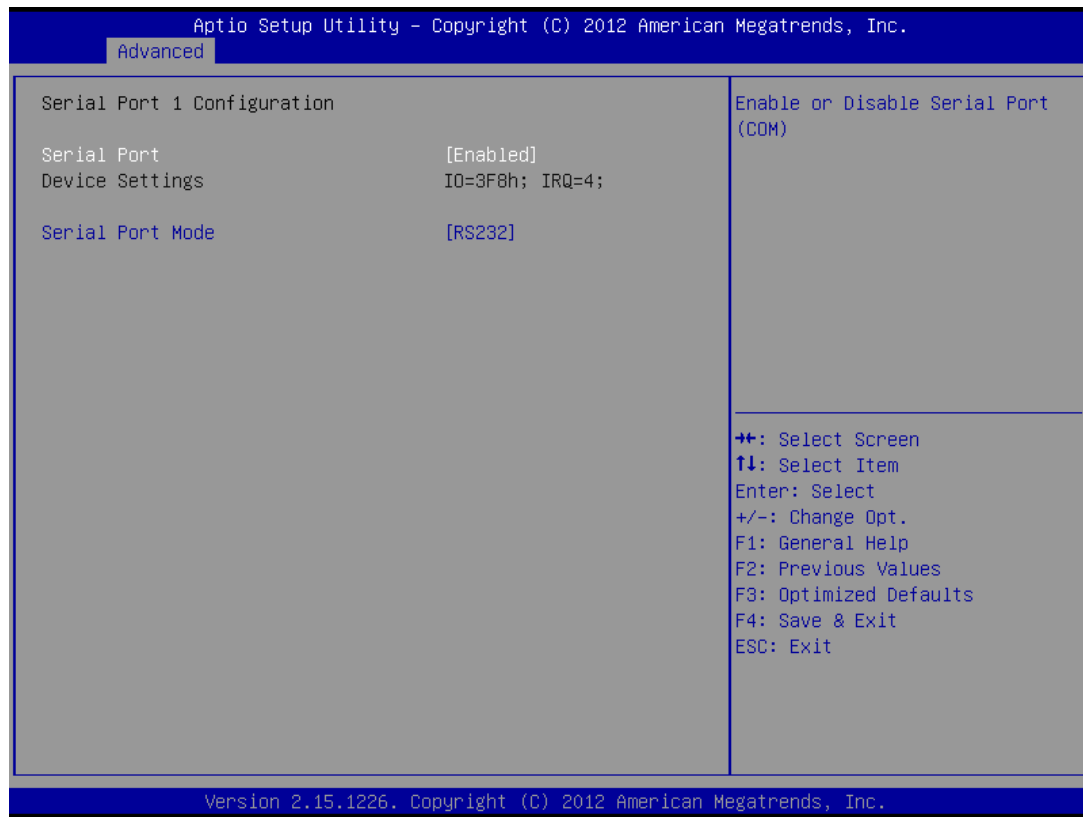 Aptio Setup Utility – Copyright (C) 2012 American Megatrends, Inc.
Advanced
Serial Port 1 Configuration
Serial Port [Enabled]
Device Settings IO=3F8h; IRQ=4;
Serial Port Mode [RS232]
Enable or Disable Serial Port
(COM)
→←: Select Screen
↑↓: Select Item
Enter: Select
+/-: Change Opt.
F1: General Help
F2: Previous Values
F3: Optimized Defaults
F4: Save & Exit
ESC: Exit
Version 2.15.1226. Copyright (C) 2012 American Megatrends, Inc.